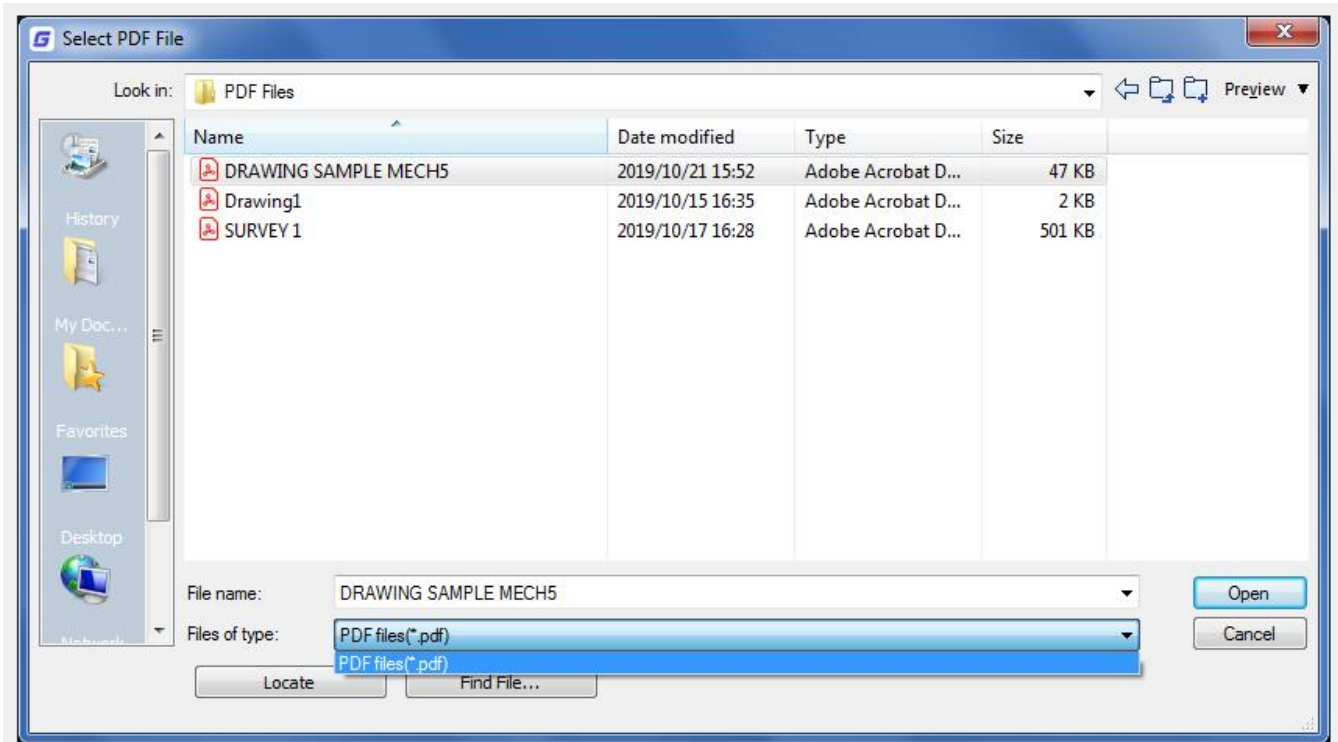 Select PDF File
Look in: PDF Files Preview
Name Date modified Type Size
DRAWING SAMPLE MECH5 2019/10/21 15:52 Adobe Acrobat D... 47 KB
Drawing1 2019/10/15 16:35 Adobe Acrobat D... 2 KB
SURVEY 1 2019/10/17 16:28 Adobe Acrobat D... 501 KB
History
My Doc...
Favorites
Desktop
Network
File name: DRAWING SAMPLE MECH5 Open
Files of type: PDF files(*.pdf) Cancel
PDF files(*.pdf)
Locate Find File...